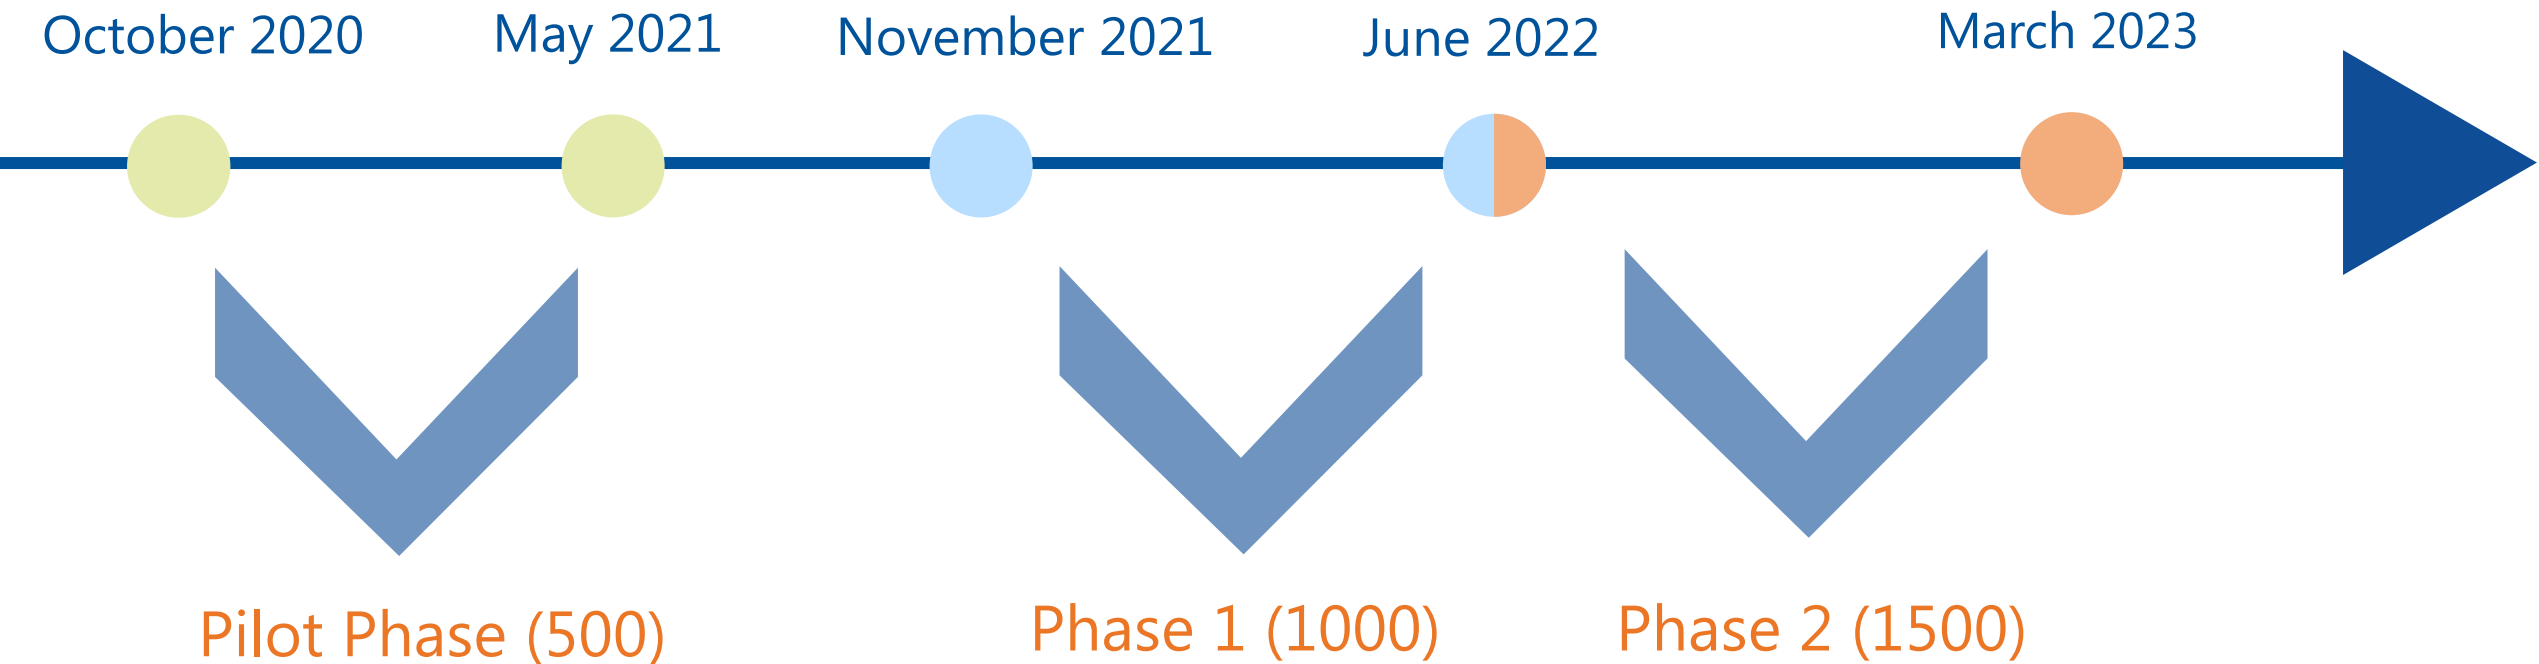 October 2020
May 2021
November 2021
June 2022
March 2023
Pilot Phase (500)
Phase 1 (1000)
Phase 2 (1500)